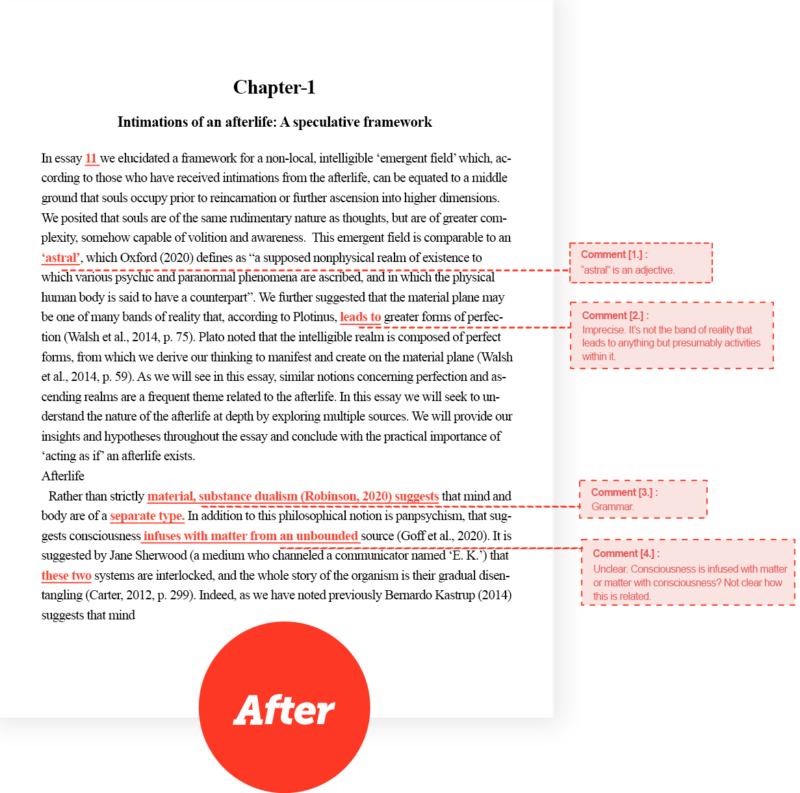 Chapter-1
Intimations of an afterlife: A speculative framework
In essay 11 we elucidated a framework for a non-local, intelligible ‘emergent field’ which, ac-
cording to those who have received intimations from the afterlife, can be equated to a middle
ground that souls occupy prior to reincarnation or further ascension into higher dimensions.
We posited that souls are of the same rudimentary nature as thoughts, but are of greater com-
plexity, somehow capable of volition and awareness. This emergent field is comparable to an
‘astral’, which Oxford (2020) defines as “a supposed nonphysical realm of existence to
which various psychic and paranormal phenomena are ascribed, and in which the physical
human body is said to have a counterpart”. We further suggested that the material plane may
be one of many bands of reality that, according to Plotinus, leads to greater forms of perfec-
tion (Walsh et al., 2014, p. 75). Plato noted that the intelligible realm is composed of perfect
forms, from which we derive our thinking to manifest and create on the material plane (Walsh
et al., 2014, p. 59). As we will see in this essay, similar notions concerning perfection and as-
cending realms are a frequent theme related to the afterlife. In this essay we will seek to un-
derstand the nature of the afterlife at depth by exploring multiple sources. We will provide our
insights and hypotheses throughout the essay and conclude with the practical importance of
‘acting as if’ an afterlife exists.
Afterlife
Rather than strictly material, substance dualism (Robinson, 2020) suggests that mind and
body are of a separate type. In addition to this philosophical notion is panpsychism, that sug-
gests consciousness infuses with matter from an unbounded source (Goff et al., 2020). It is
suggested by Jane Sherwood (a medium who channeled a communicator named ‘E. K.’) that
these two systems are interlocked, and the whole story of the organism is their gradual disen-
tangling (Carter, 2012, p. 299). Indeed, as we have noted previously Bernardo Kastrup (2014)
suggests that mind
Comment [1.] :
“astral” is an adjective.
Comment [2.] :
Imprecise. It’s not the band of reality that
leads to anything but presumably activities
within it.
Comment [3.] :
Grammar.
Comment [4.] :
Unclear. Consciousness is infused with matter
or matter with consciousness? Not clear how
this is related.
After